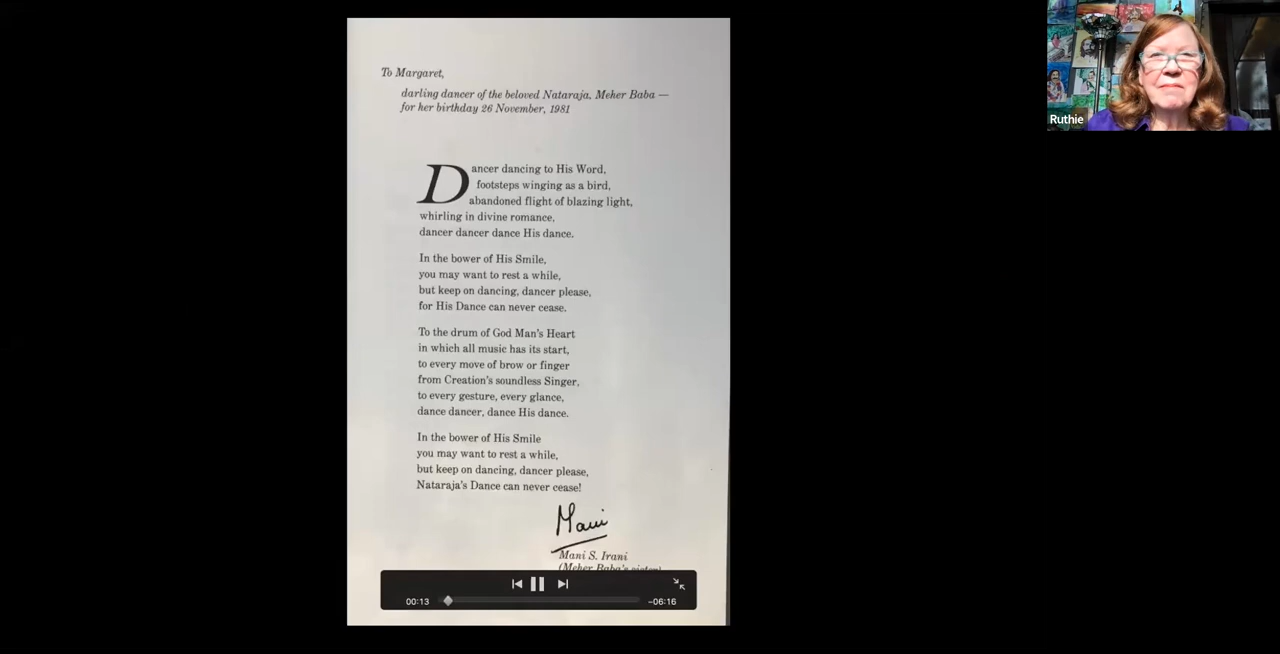 To Margaret,
darling dancer of the beloved Nataraja, Meher Baba —
for her birthday 26 November, 1981
Dancer dancing to His Word,
footsteps winging as a bird,
abandoned flight of blazing light,
whirling in divine romance,
dancer dancer dance His dance.
In the bower of His Smile,
you may want to rest a while,
but keep on dancing, dancer please,
for His Dance can never cease.
To the drum of God Man's Heart
in which all music has its start,
to every move of brow or finger
from Creation's soundless Singer,
to every gesture, every glance,
dance dancer, dance His dance.
In the bower of His Smile
you may want to rest a while,
but keep on dancing, dancer please,
Nataraja's Dance can never cease!
Mani
Mani S. Irani
(Meher Baba's sister)
00:13
−06:16
Ruthie